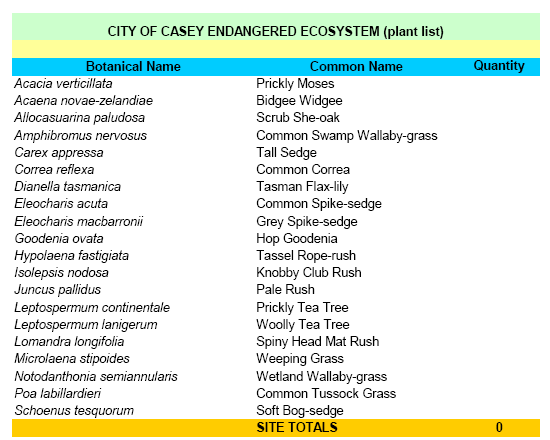 CITY OF CASEY ENDANGERED ECOSYSTEM (plant list)
Botanical Name Common Name Quantity
Acacia verticillata Prickly Moses
Acaena novae-zelandiae Bidgee Widgee
Allocasuarina paludosa Scrub She-oak
Amphibromus nervosus Common Swamp Wallaby-grass
Carex appressa Tall Sedge
Correa reflexa Common Correa
Dianella tasmanica Tasman Flax-lily
Eleocharis acuta Common Spike-sedge
Eleocharis macbarronii Grey Spike-sedge
Goodenia ovata Hop Goodenia
Hypolaena fastigiata Tassel Rope-rush
Isolepsis nodosa Knobby Club Rush
Juncus pallidus Pale Rush
Leptospermum continentale Prickly Tea Tree
Leptospermum lanigerum Woolly Tea Tree
Lomandra longifolia Spiny Head Mat Rush
Microlaena stipoides Weeping Grass
Notodanthonia semiannularis Wetland Wallaby-grass
Poa labillardieri Common Tussock Grass
Schoenus tesquorum Soft Bog-sedge
SITE TOTALS 0